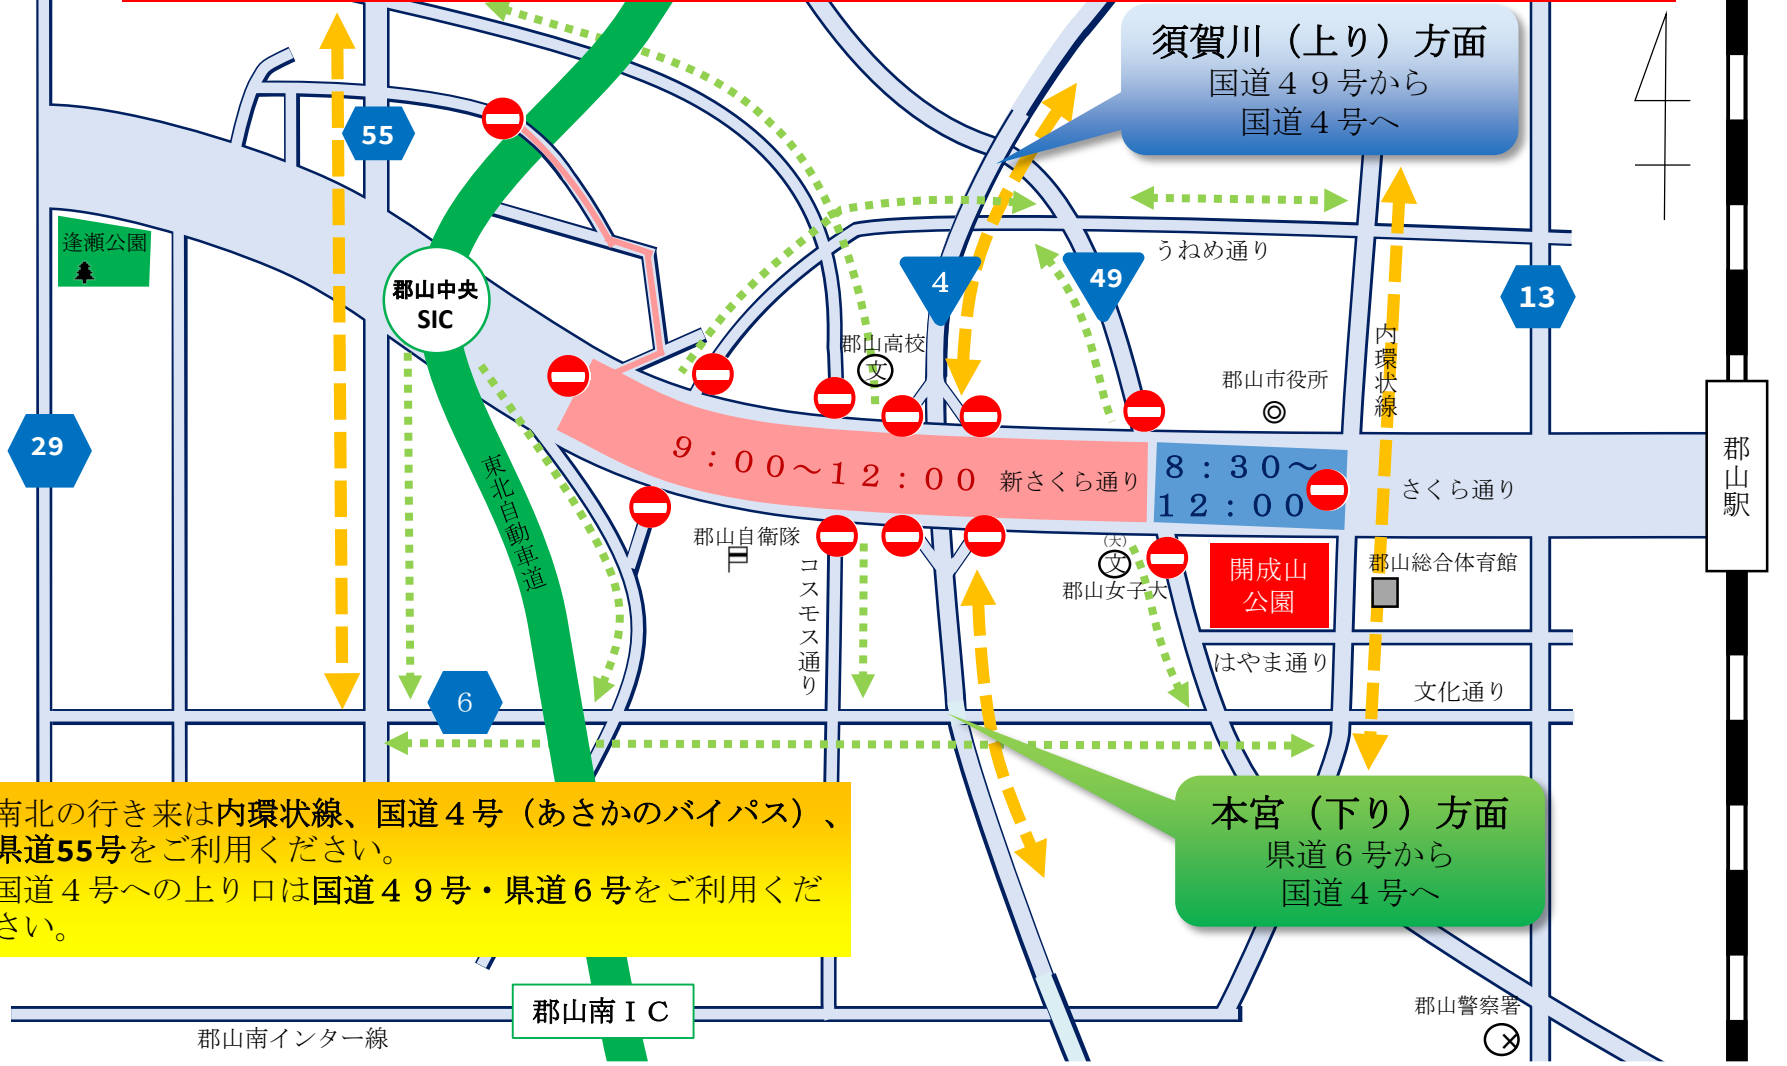 須賀川（上り）方面
国道４９号から
国道４号へ
55
逢瀬公園
うねめ通り
郡山中央
SIC
4
49
13
内環状線
郡山高校
文
郡山市役所
29
郡山駅
9：00～12：00
新さくら通り
8：30～
12：00
さくら通り
東北自動車道
郡山自衛隊
コスモス通り
(大)
文
郡山女子大
開成山
公園
郡山総合体育館
はやま通り
6
文化通り
南北の行き来は内環状線、国道４号（あさかのバイパス）、
県道55号をご利用ください。
国道４号への上り口は国道４９号・県道６号をご利用くだ
さい。
本宮（下り）方面
県道６号から
国道４号へ
郡山南ＩＣ
郡山南インター線
郡山警察署